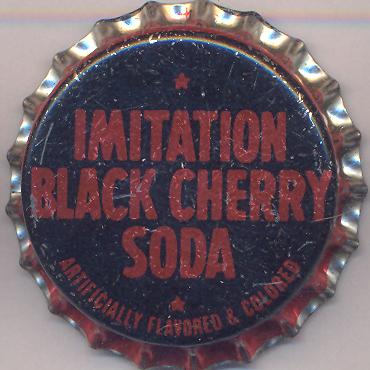 IMITATION
BLACK CHERRY
SODA
ARTIFICIALLY FLAVORED & COLORED